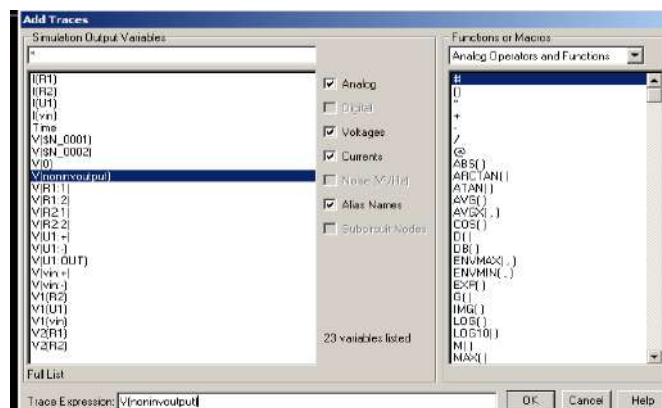 Add Traces
Simulation Output Variables
*
I(R1)
I(R2)
I(U1)
I(vin)
Time
V($N_0001)
V($N_0002)
V(0)
V(noninvoutput)
V(R1:1)
V(R1:2)
V(R2:1)
V(R2:2)
V(U1:+)
V(U1:-)
V(U1:OUT)
V(vin:+)
V(vin:-)
V1(R2)
V1(U1)
V1(vin)
V2(R1)
V2(R2)
Full List
Analog
Digital
Voltages
Currents
Noise (V²/Hz)
Alias Names
Subcircuit Nodes
23 variables listed
Functions or Macros
Analog Operators and Functions
#
()
*
+
-
/
@
ABS()
ARCTAN()
ATAN()
AVG()
AVGX(,)
COS()
D()
DB()
ENVMAX(,)
ENVMIN(,)
EXP()
G()
IMG()
LOG()
LOG10()
M()
MAX()
Trace Expression: V(noninvoutput)
OK
Cancel
Help